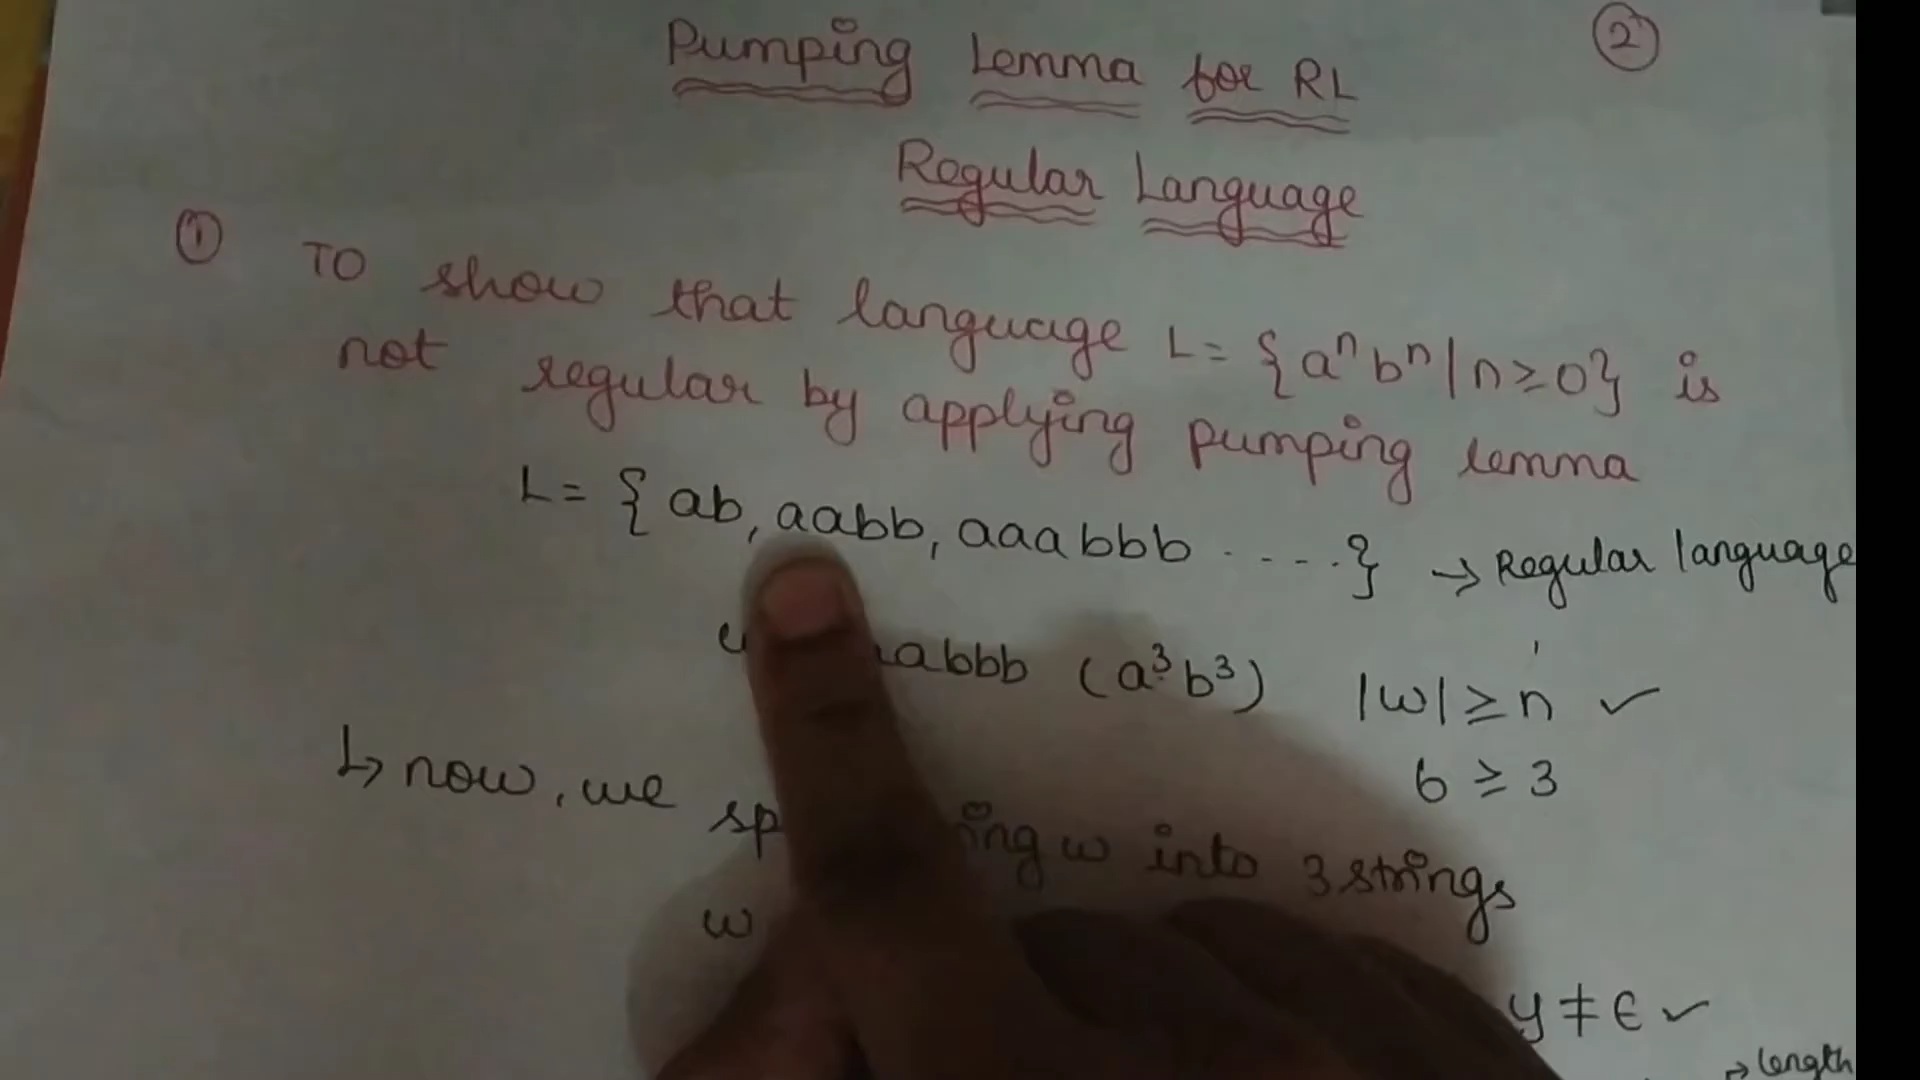 ②
Pumping Lemma for RL
Regular Language
① TO show that language L = {aⁿbⁿ | n ≥ 0} is
not regular by applying pumping lemma
L = { ab, aabb, aaabbb ----.} → Regular language
abbb (a³b³) |w| ≥ n ✓
6 ≥ 3
↳ now, we w into 3 strings
w
y ≠ ϵ ✓
→ length